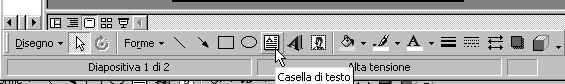 Disegno Forme A
Diapositiva 1 di 2 Alta tensione
Casella di testo